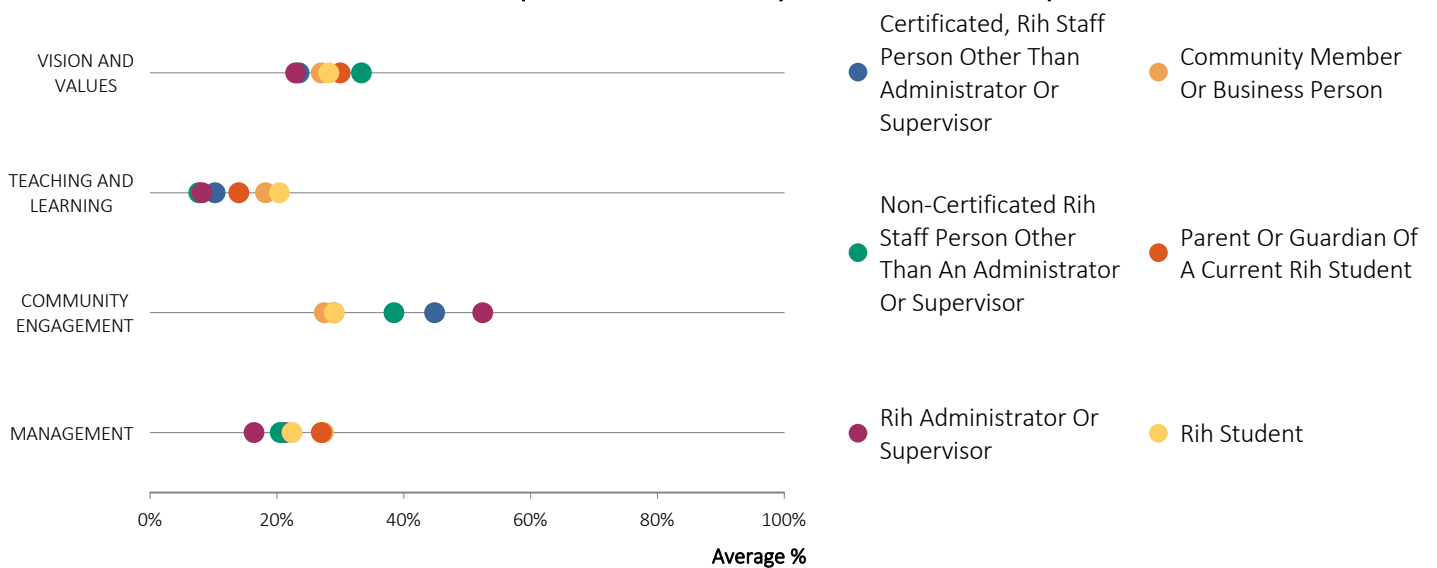 VISION AND
VALUES
TEACHING AND
LEARNING
COMMUNITY
ENGAGEMENT
MANAGEMENT
0%
20%
40%
60%
80%
100%
Average %
Certificated, Rih Staff
Person Other Than
Administrator Or
Supervisor
Community Member
Or Business Person
Non-Certificated Rih
Staff Person Other
Than An Administrator
Or Supervisor
Parent Or Guardian Of
A Current Rih Student
Rih Administrator Or
Supervisor
Rih Student